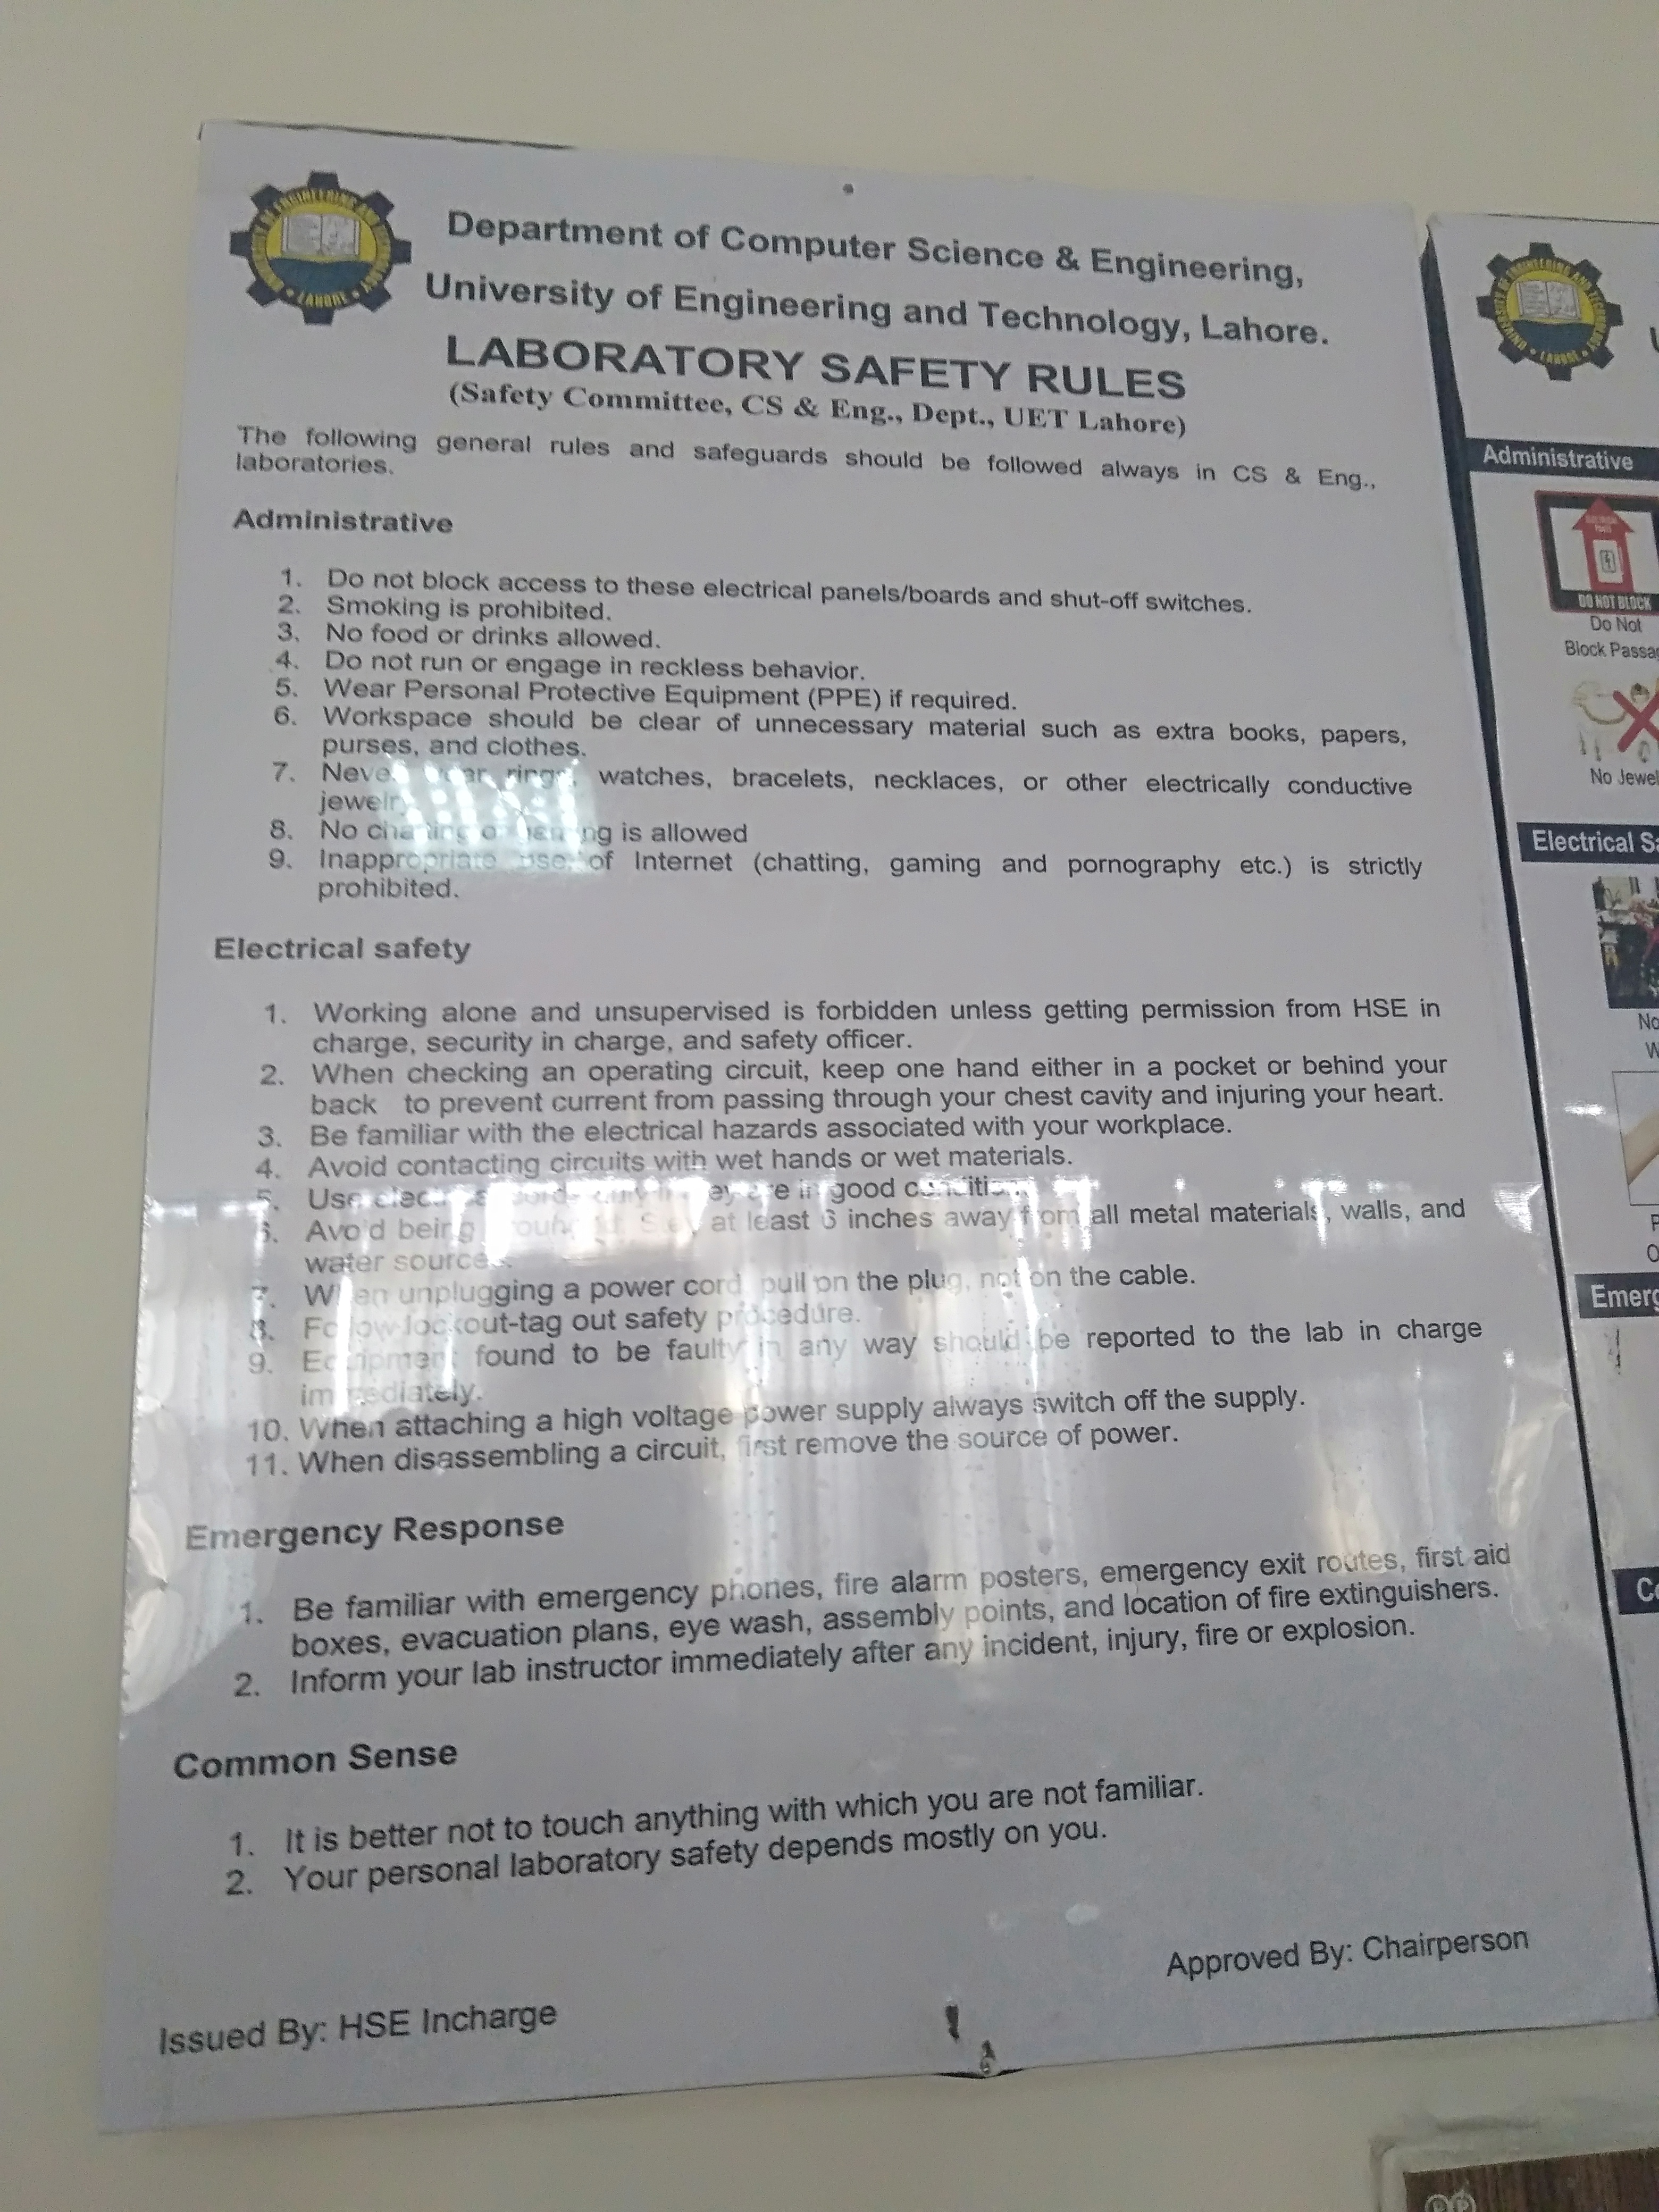 Department of Computer Science & Engineering,
University of Engineering and Technology, Lahore.
LABORATORY SAFETY RULES
(Safety Committee, CS & Eng., Dept., UET Lahore)
The following general rules and safeguards should be followed always in CS & Eng.,
laboratories.
Administrative
1. Do not block access to these electrical panels/boards and shut-off switches.
2. Smoking is prohibited.
3. No food or drinks allowed.
4. Do not run or engage in reckless behavior.
5. Wear Personal Protective Equipment (PPE) if required.
6. Workspace should be clear of unnecessary material such as extra books, papers,
purses, and clothes.
7. Never wear rings, watches, bracelets, necklaces, or other electrically conductive
jewelry
8. No is allowed
9. Inappropriate use of Internet (chatting, gaming and pornography etc.) is strictly
prohibited.
Electrical safety
1. Working alone and unsupervised is forbidden unless getting permission from HSE in
charge, security in charge, and safety officer.
2. When checking an operating circuit, keep one hand either in a pocket or behind your
back to prevent current from passing through your chest cavity and injuring your heart.
3. Be familiar with the electrical hazards associated with your workplace.
4. Avoid contacting circuits with wet hands or wet materials.
5. Use they are in good condition.
6. Avoid being Stay at least 6 inches away from all metal materials, walls, and
water sources.
7. When unplugging a power cord, pull on the plug, not on the cable.
8. Follow lockout-tag out safety procedure.
9. Equipment found to be faulty in any way should be reported to the lab in charge
immediately.
10. When attaching a high voltage power supply always switch off the supply.
11. When disassembling a circuit, first remove the source of power.
Emergency Response
1. Be familiar with emergency phones, fire alarm posters, emergency exit routes, first aid
boxes, evacuation plans, eye wash, assembly points, and location of fire extinguishers.
2. Inform your lab instructor immediately after any incident, injury, fire or explosion.
Common Sense
1. It is better not to touch anything with which you are not familiar.
2. Your personal laboratory safety depends mostly on you.
Approved By: Chairperson
Issued By: HSE Incharge
Administrative
DO NOT BLOCK
Do Not
Block
No
Electrical
No